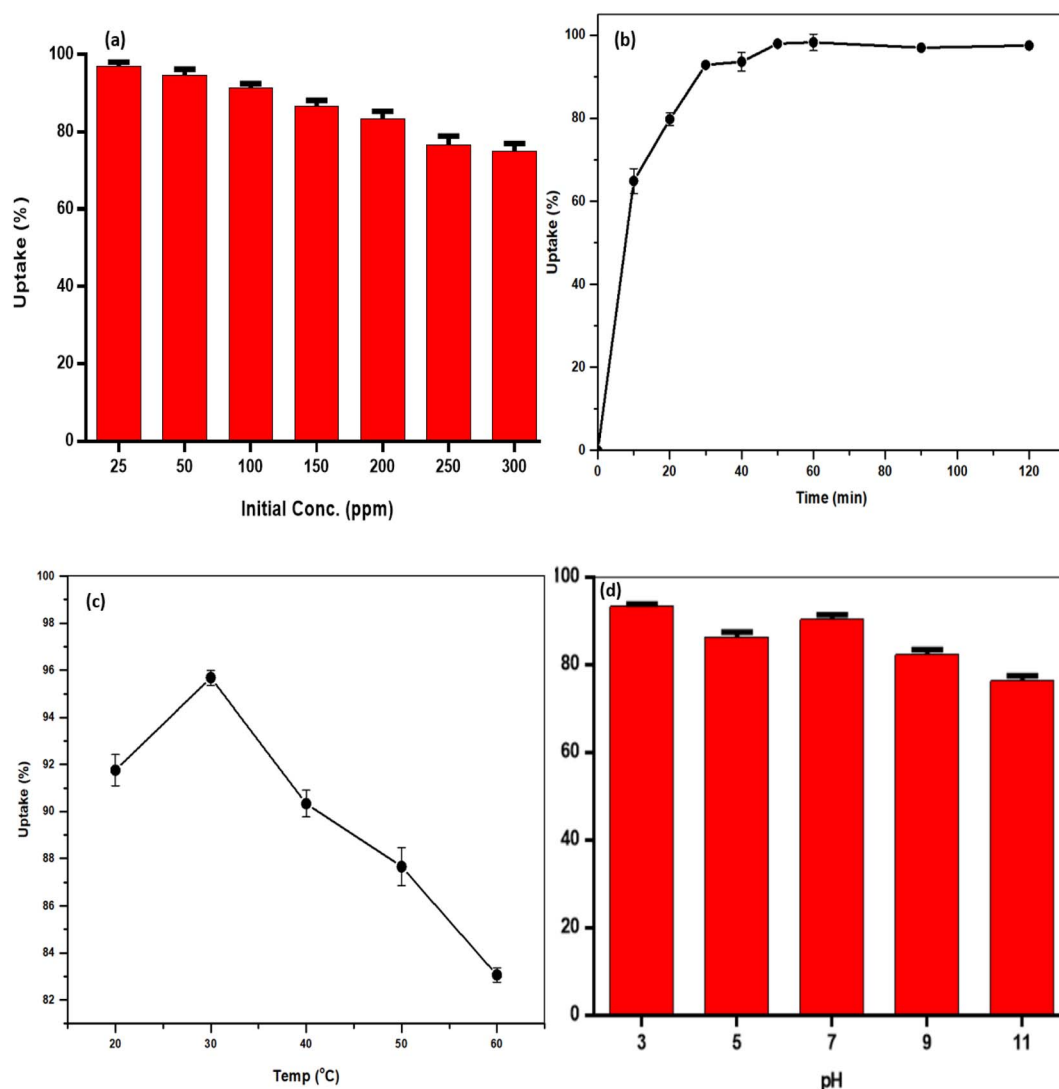 (a)
100
80
60
40
20
0
Uptake (%)
25 50 100 150 200 250 300
Initial Conc. (ppm)
(b)
100
80
60
40
20
0
Uptake (%)
0 20 40 60 80 100 120
Time (min)
(c)
100
98
96
94
92
90
88
86
84
83
82
Uptake (%)
20 30 40 50 60
Temp (°C)
(d)
100
80
60
40
20
0
3 5 7 9 11
pH